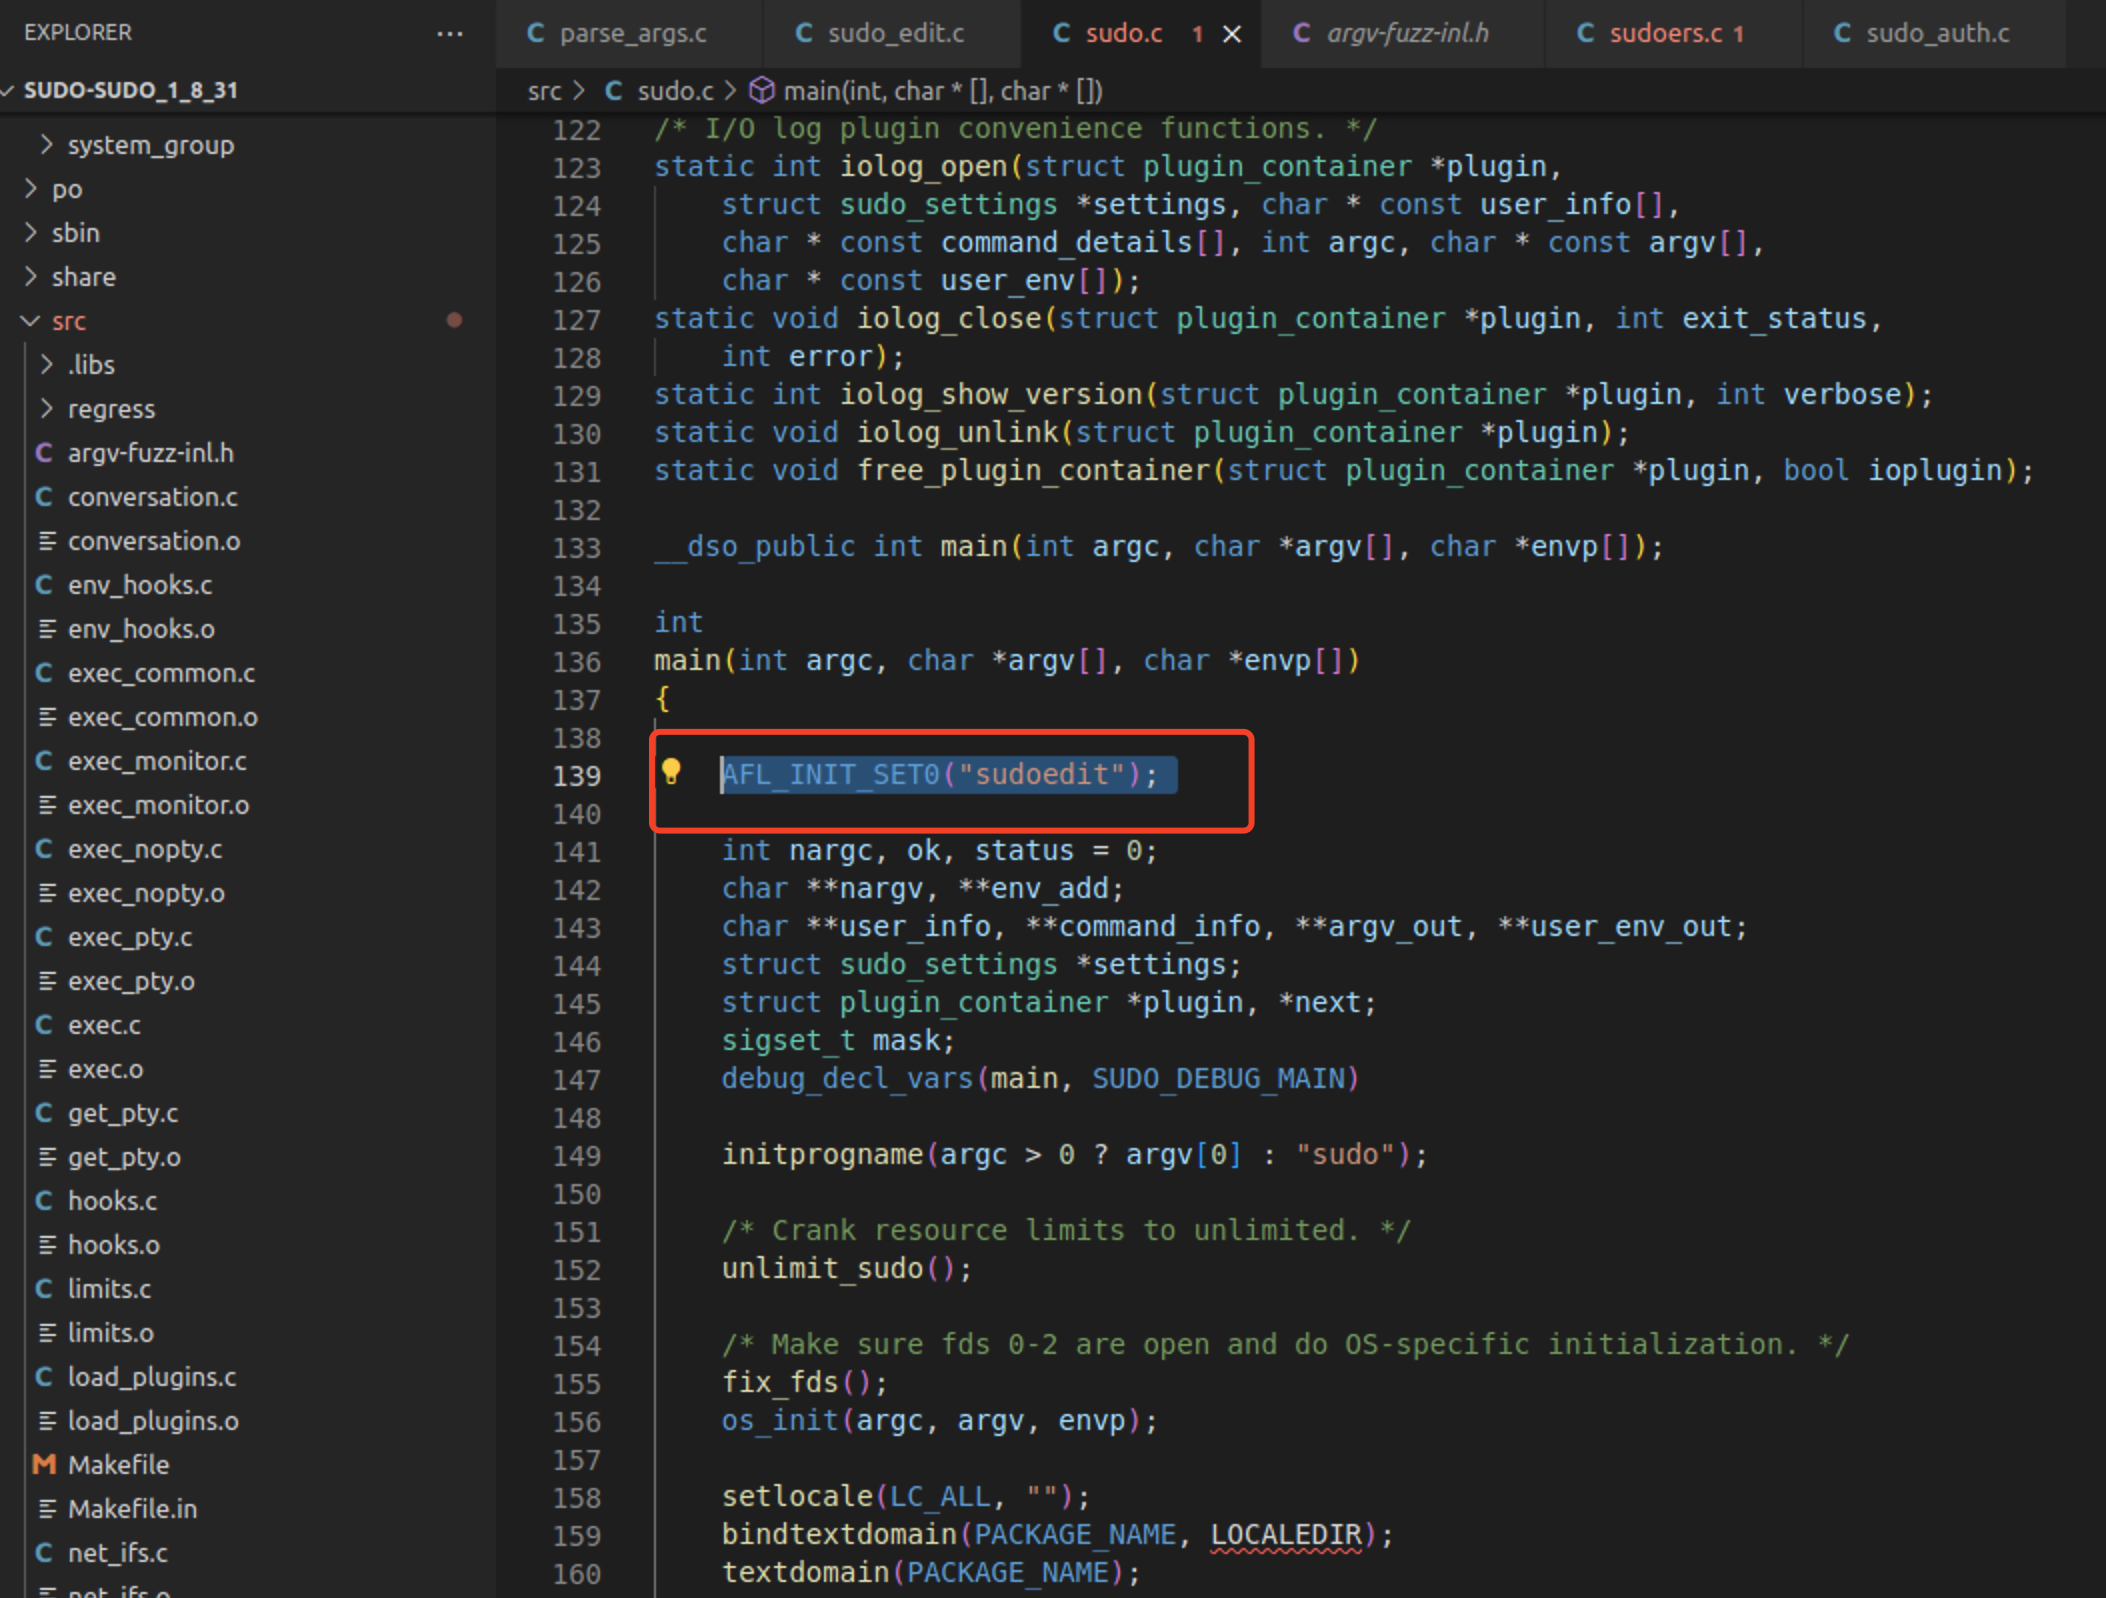 EXPLORER
...
SUDO-SUDO_1_8_31
system_group
po
sbin
share
src
.libs
regress
C argv-fuzz-inl.h
C conversation.c
conversation.o
C env_hooks.c
env_hooks.o
C exec_common.c
exec_common.o
C exec_monitor.c
exec_monitor.o
C exec_nopty.c
exec_nopty.o
C exec_pty.c
exec_pty.o
C exec.c
exec.o
C get_pty.c
get_pty.o
C hooks.c
hooks.o
C limits.c
limits.o
C load_plugins.c
load_plugins.o
M Makefile
Makefile.in
C net_ifs.c
net_ifs.o
C parse_args.c C sudo_edit.c C sudo.c 1 × C argv-fuzz-inl.h C sudoers.c 1 C sudo_auth.c
src > C sudo.c > main(int, char * [], char * [])
122 /* I/O log plugin convenience functions. */
123 static int iolog_open(struct plugin_container *plugin,
124     struct sudo_settings *settings, char * const user_info[],
125     char * const command_details[], int argc, char * const argv[],
126     char * const user_env[]);
127 static void iolog_close(struct plugin_container *plugin, int exit_status,
128     int error);
129 static int iolog_show_version(struct plugin_container *plugin, int verbose);
130 static void iolog_unlink(struct plugin_container *plugin);
131 static void free_plugin_container(struct plugin_container *plugin, bool ioplugin);
132
133 __dso_public int main(int argc, char *argv[], char *envp[]);
134
135 int
136 main(int argc, char *argv[], char *envp[])
137 {
138
139     AFL_INIT_SET0("sudoedit");
140
141     int nargc, ok, status = 0;
142     char **nargv, **env_add;
143     char **user_info, **command_info, **argv_out, **user_env_out;
144     struct sudo_settings *settings;
145     struct plugin_container *plugin, *next;
146     sigset_t mask;
147     debug_decl_vars(main, SUDO_DEBUG_MAIN)
148
149     initprogname(argc > 0 ? argv[0] : "sudo");
150
151     /* Crank resource limits to unlimited. */
152     unlimit_sudo();
153
154     /* Make sure fds 0-2 are open and do OS-specific initialization. */
155     fix_fds();
156     os_init(argc, argv, envp);
157
158     setlocale(LC_ALL, "");
159     bindtextdomain(PACKAGE_NAME, LOCALEDIR);
160     textdomain(PACKAGE_NAME);